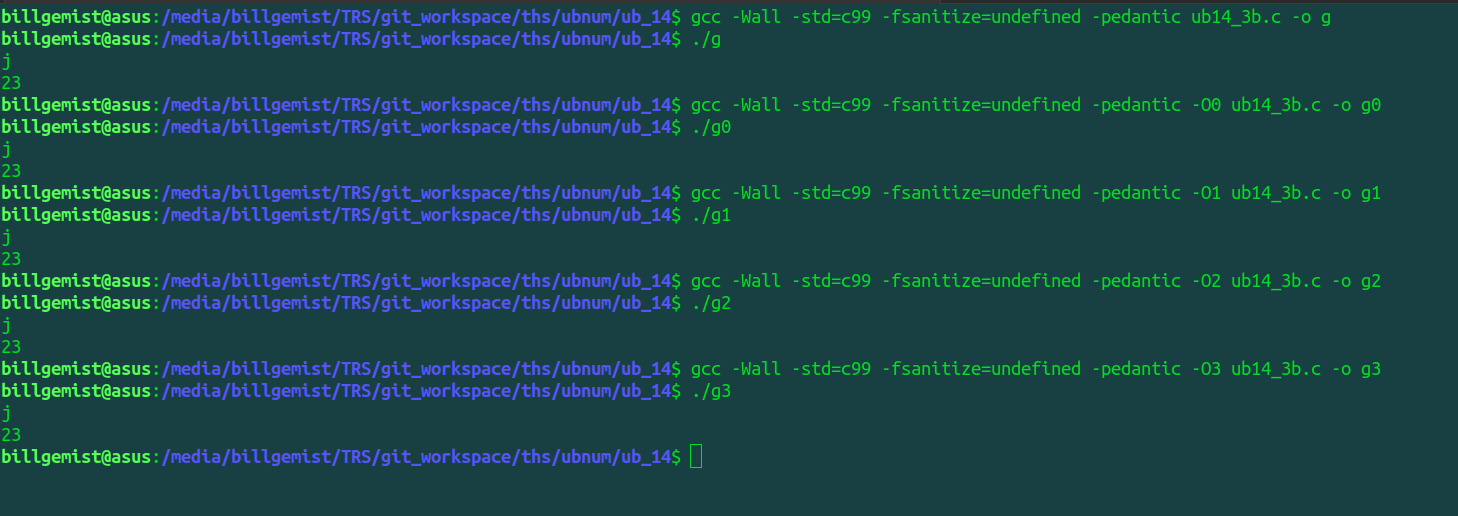 billgemist@asus:/media/billgemist/TRS/git_workspace/ths/ubnum/ub_14$ gcc -Wall -std=c99 -fsanitize=undefined -pedantic ub14_3b.c -o g
billgemist@asus:/media/billgemist/TRS/git_workspace/ths/ubnum/ub_14$ ./g
j
23
billgemist@asus:/media/billgemist/TRS/git_workspace/ths/ubnum/ub_14$ gcc -Wall -std=c99 -fsanitize=undefined -pedantic -O0 ub14_3b.c -o g0
billgemist@asus:/media/billgemist/TRS/git_workspace/ths/ubnum/ub_14$ ./g0
j
23
billgemist@asus:/media/billgemist/TRS/git_workspace/ths/ubnum/ub_14$ gcc -Wall -std=c99 -fsanitize=undefined -pedantic -O1 ub14_3b.c -o g1
billgemist@asus:/media/billgemist/TRS/git_workspace/ths/ubnum/ub_14$ ./g1
j
23
billgemist@asus:/media/billgemist/TRS/git_workspace/ths/ubnum/ub_14$ gcc -Wall -std=c99 -fsanitize=undefined -pedantic -O2 ub14_3b.c -o g2
billgemist@asus:/media/billgemist/TRS/git_workspace/ths/ubnum/ub_14$ ./g2
j
23
billgemist@asus:/media/billgemist/TRS/git_workspace/ths/ubnum/ub_14$ gcc -Wall -std=c99 -fsanitize=undefined -pedantic -O3 ub14_3b.c -o g3
billgemist@asus:/media/billgemist/TRS/git_workspace/ths/ubnum/ub_14$ ./g3
j
23
billgemist@asus:/media/billgemist/TRS/git_workspace/ths/ubnum/ub_14$